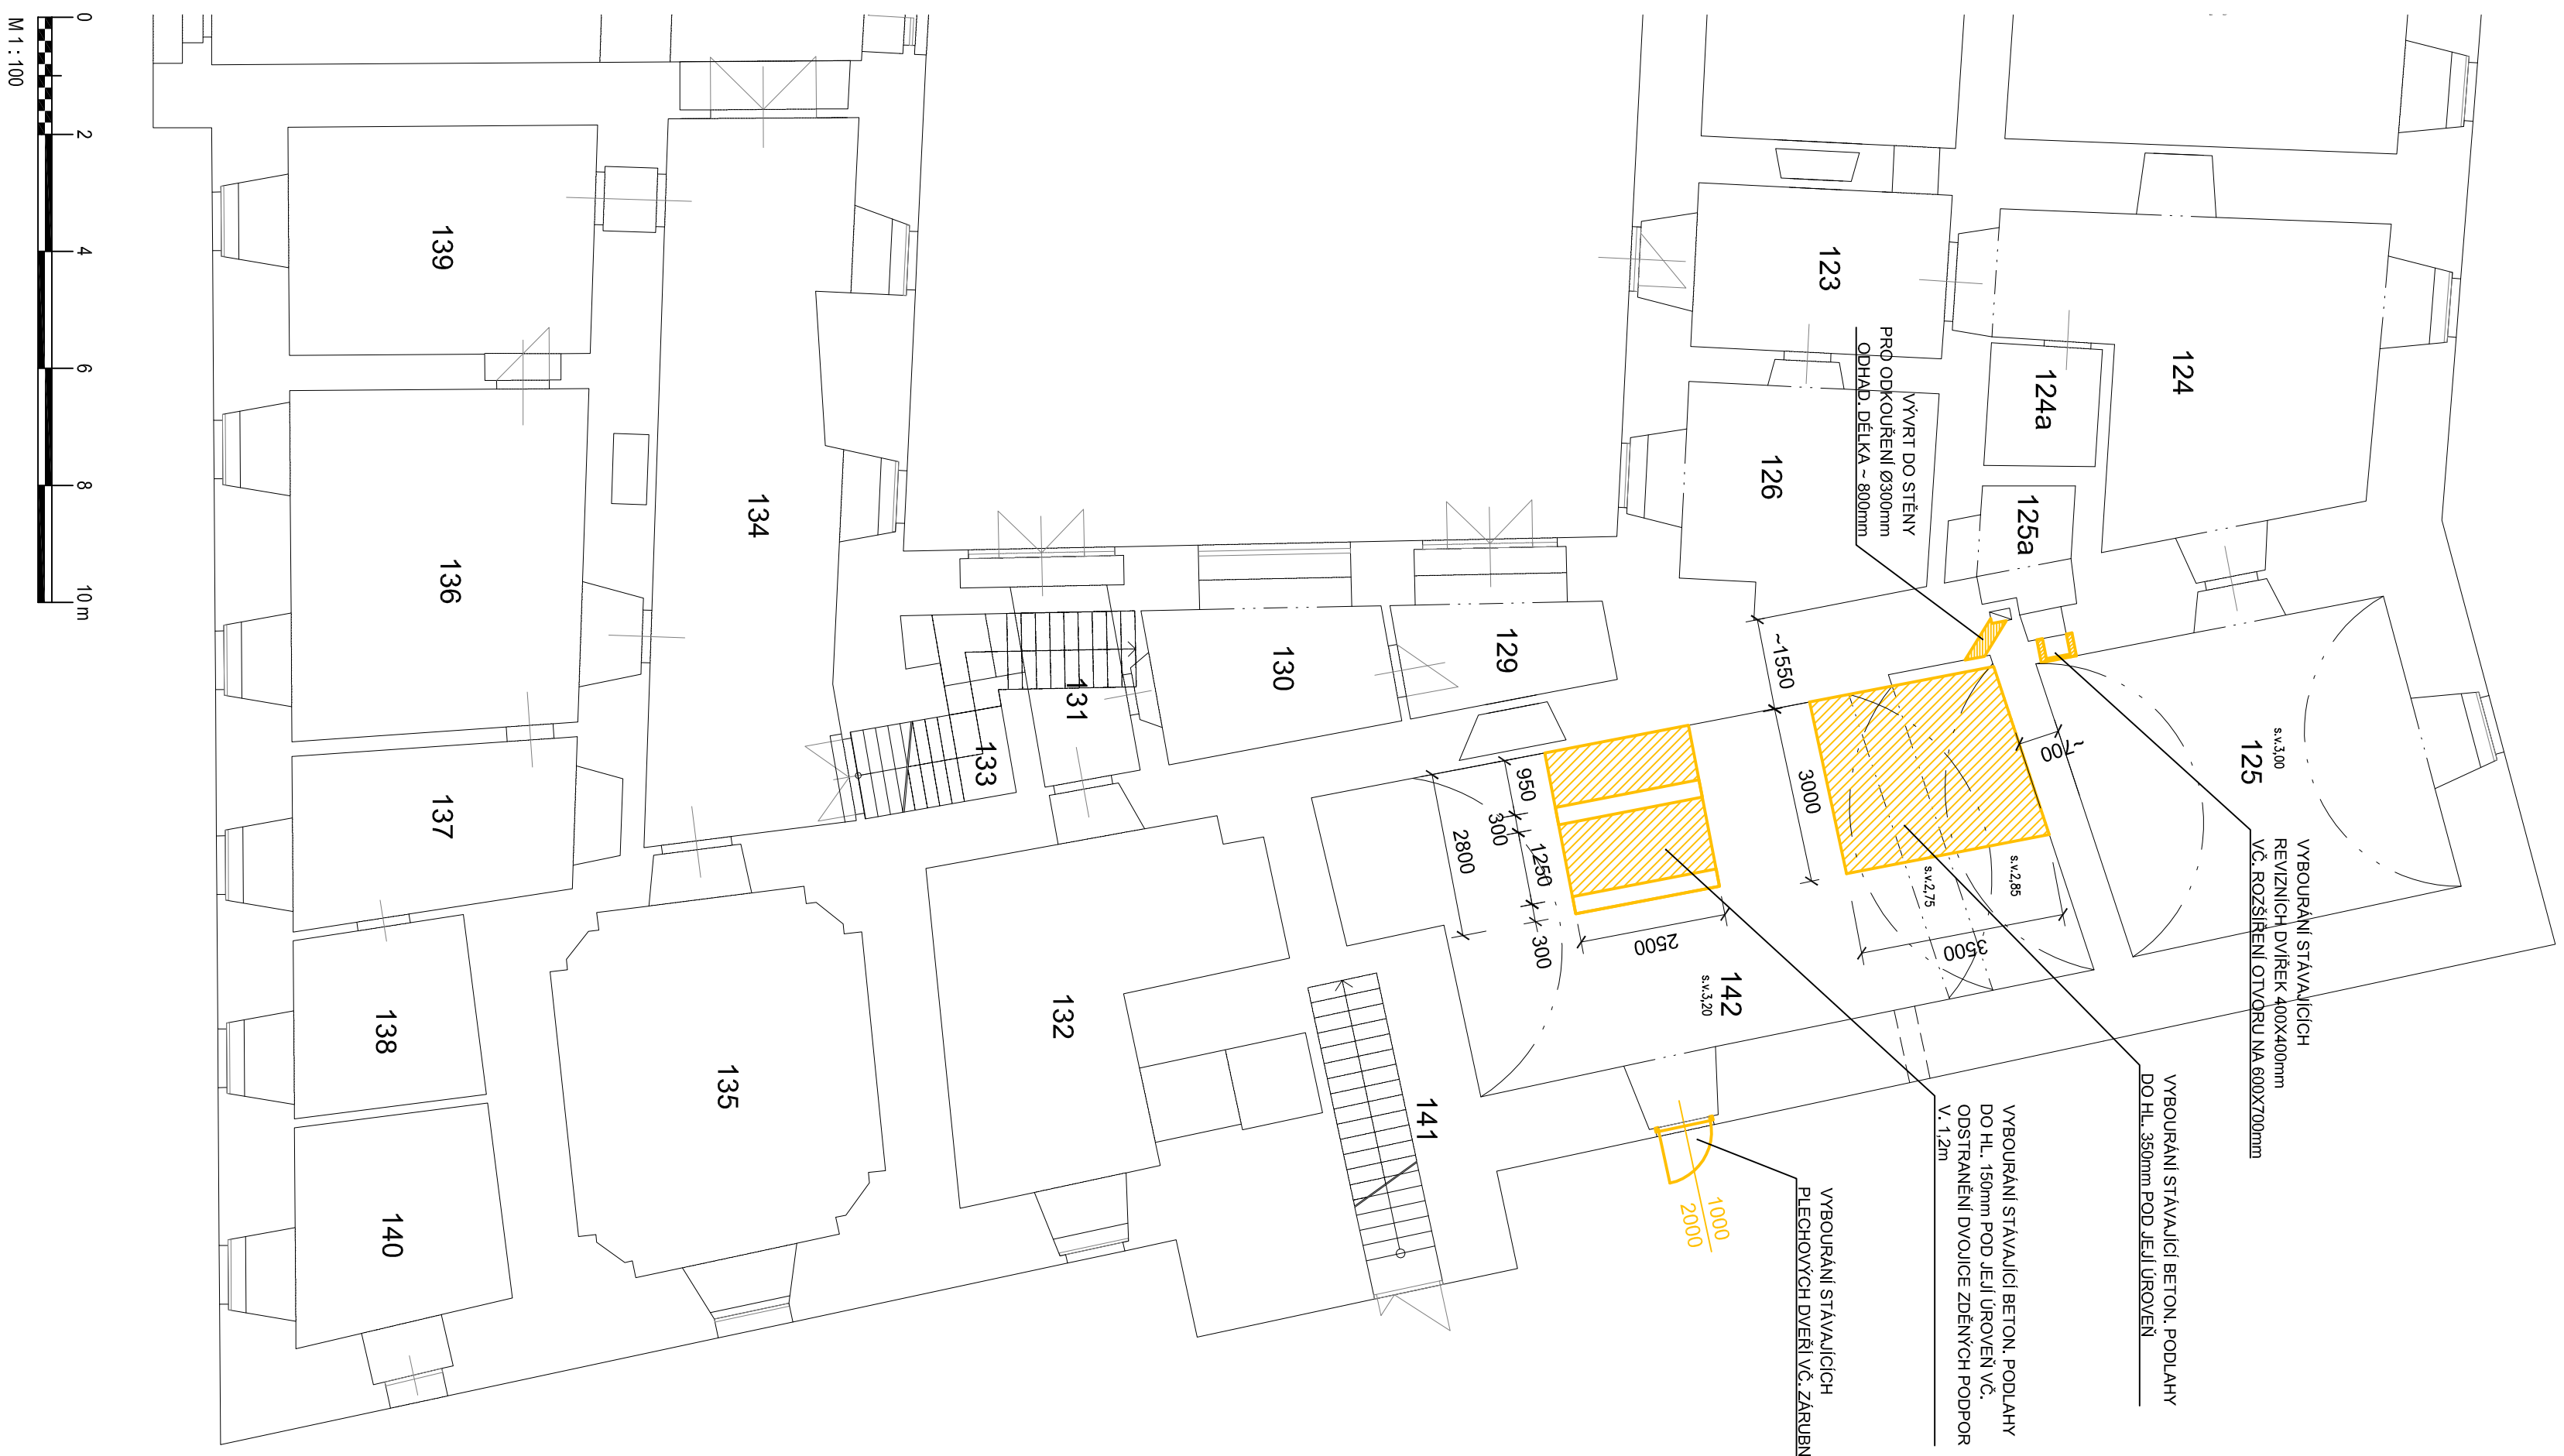 0
2
4
6
8
10 m
M 1 : 100
139
136
137
138
140
134
135
133
131
132
130
129
141
123
126
124
124a
125a
125
s.v.3,00
142
s.v.3,20
s.v.2,85
s.v.2,75
VÝVRT DO STĚNY
PRO ODKOUŘENÍ Ø300mm
ODHAD. DÉLKA ~ 800mm
VYBOURÁNÍ STÁVAJÍCÍCH
REVIZNÍCH DVÍŘEK 400X400mm
VČ. ROZŠÍŘENÍ OTVORU NA 600X700mm
VYBOURÁNÍ STÁVAJÍCÍ BETON. PODLAHY
DO HL. 350mm POD JEJÍ ÚROVEŇ
VYBOURÁNÍ STÁVAJÍCÍ BETON. PODLAHY
DO HL. 150mm POD JEJÍ ÚROVEŇ VČ.
ODSTRANĚNÍ DVOJICE ZDĚNÝCH PODPOR
V. 1,2m
VYBOURÁNÍ STÁVAJÍCÍCH
PLECHOVÝCH DVEŘÍ VČ. ZÁRUBN
~1550
3000
~700
3500
950
300
1250
300
2800
2500
1000
2000